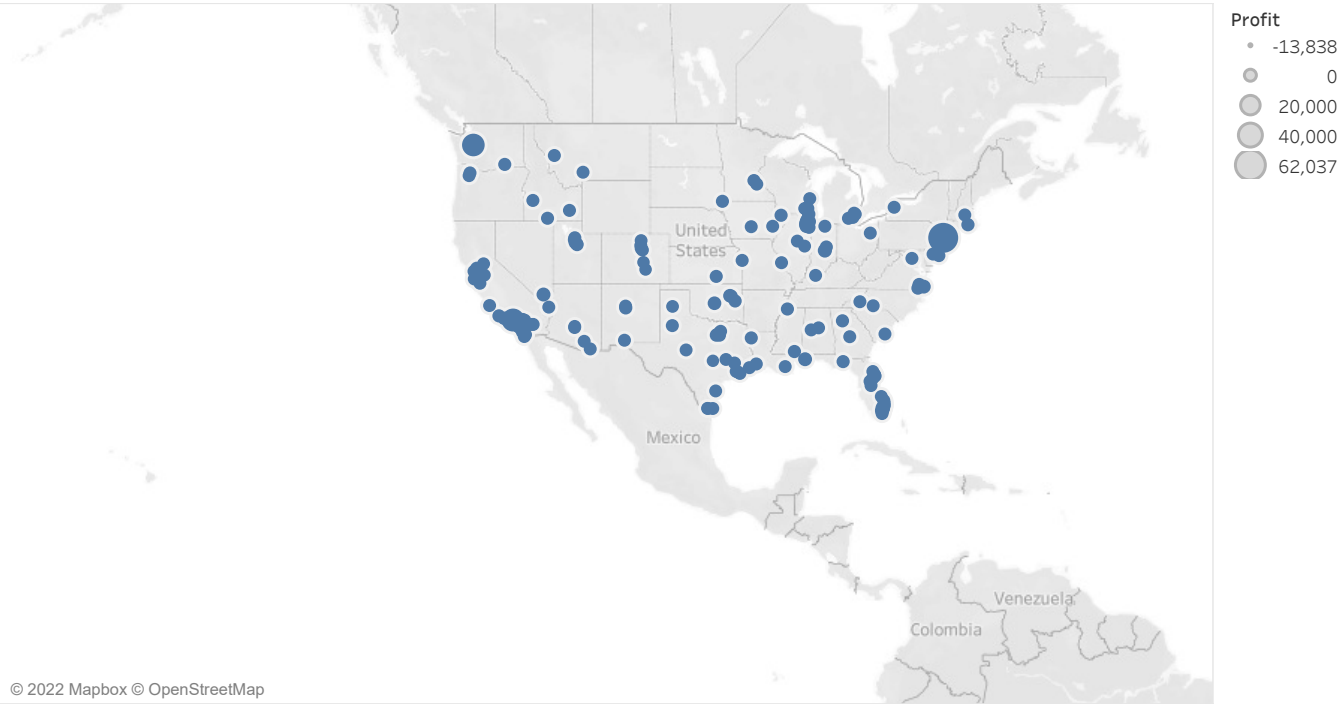 Profit
-13,838
0
20,000
40,000
62,037
United
States
Mexico
Venezuela
Colombia
© 2022 Mapbox © OpenStreetMap